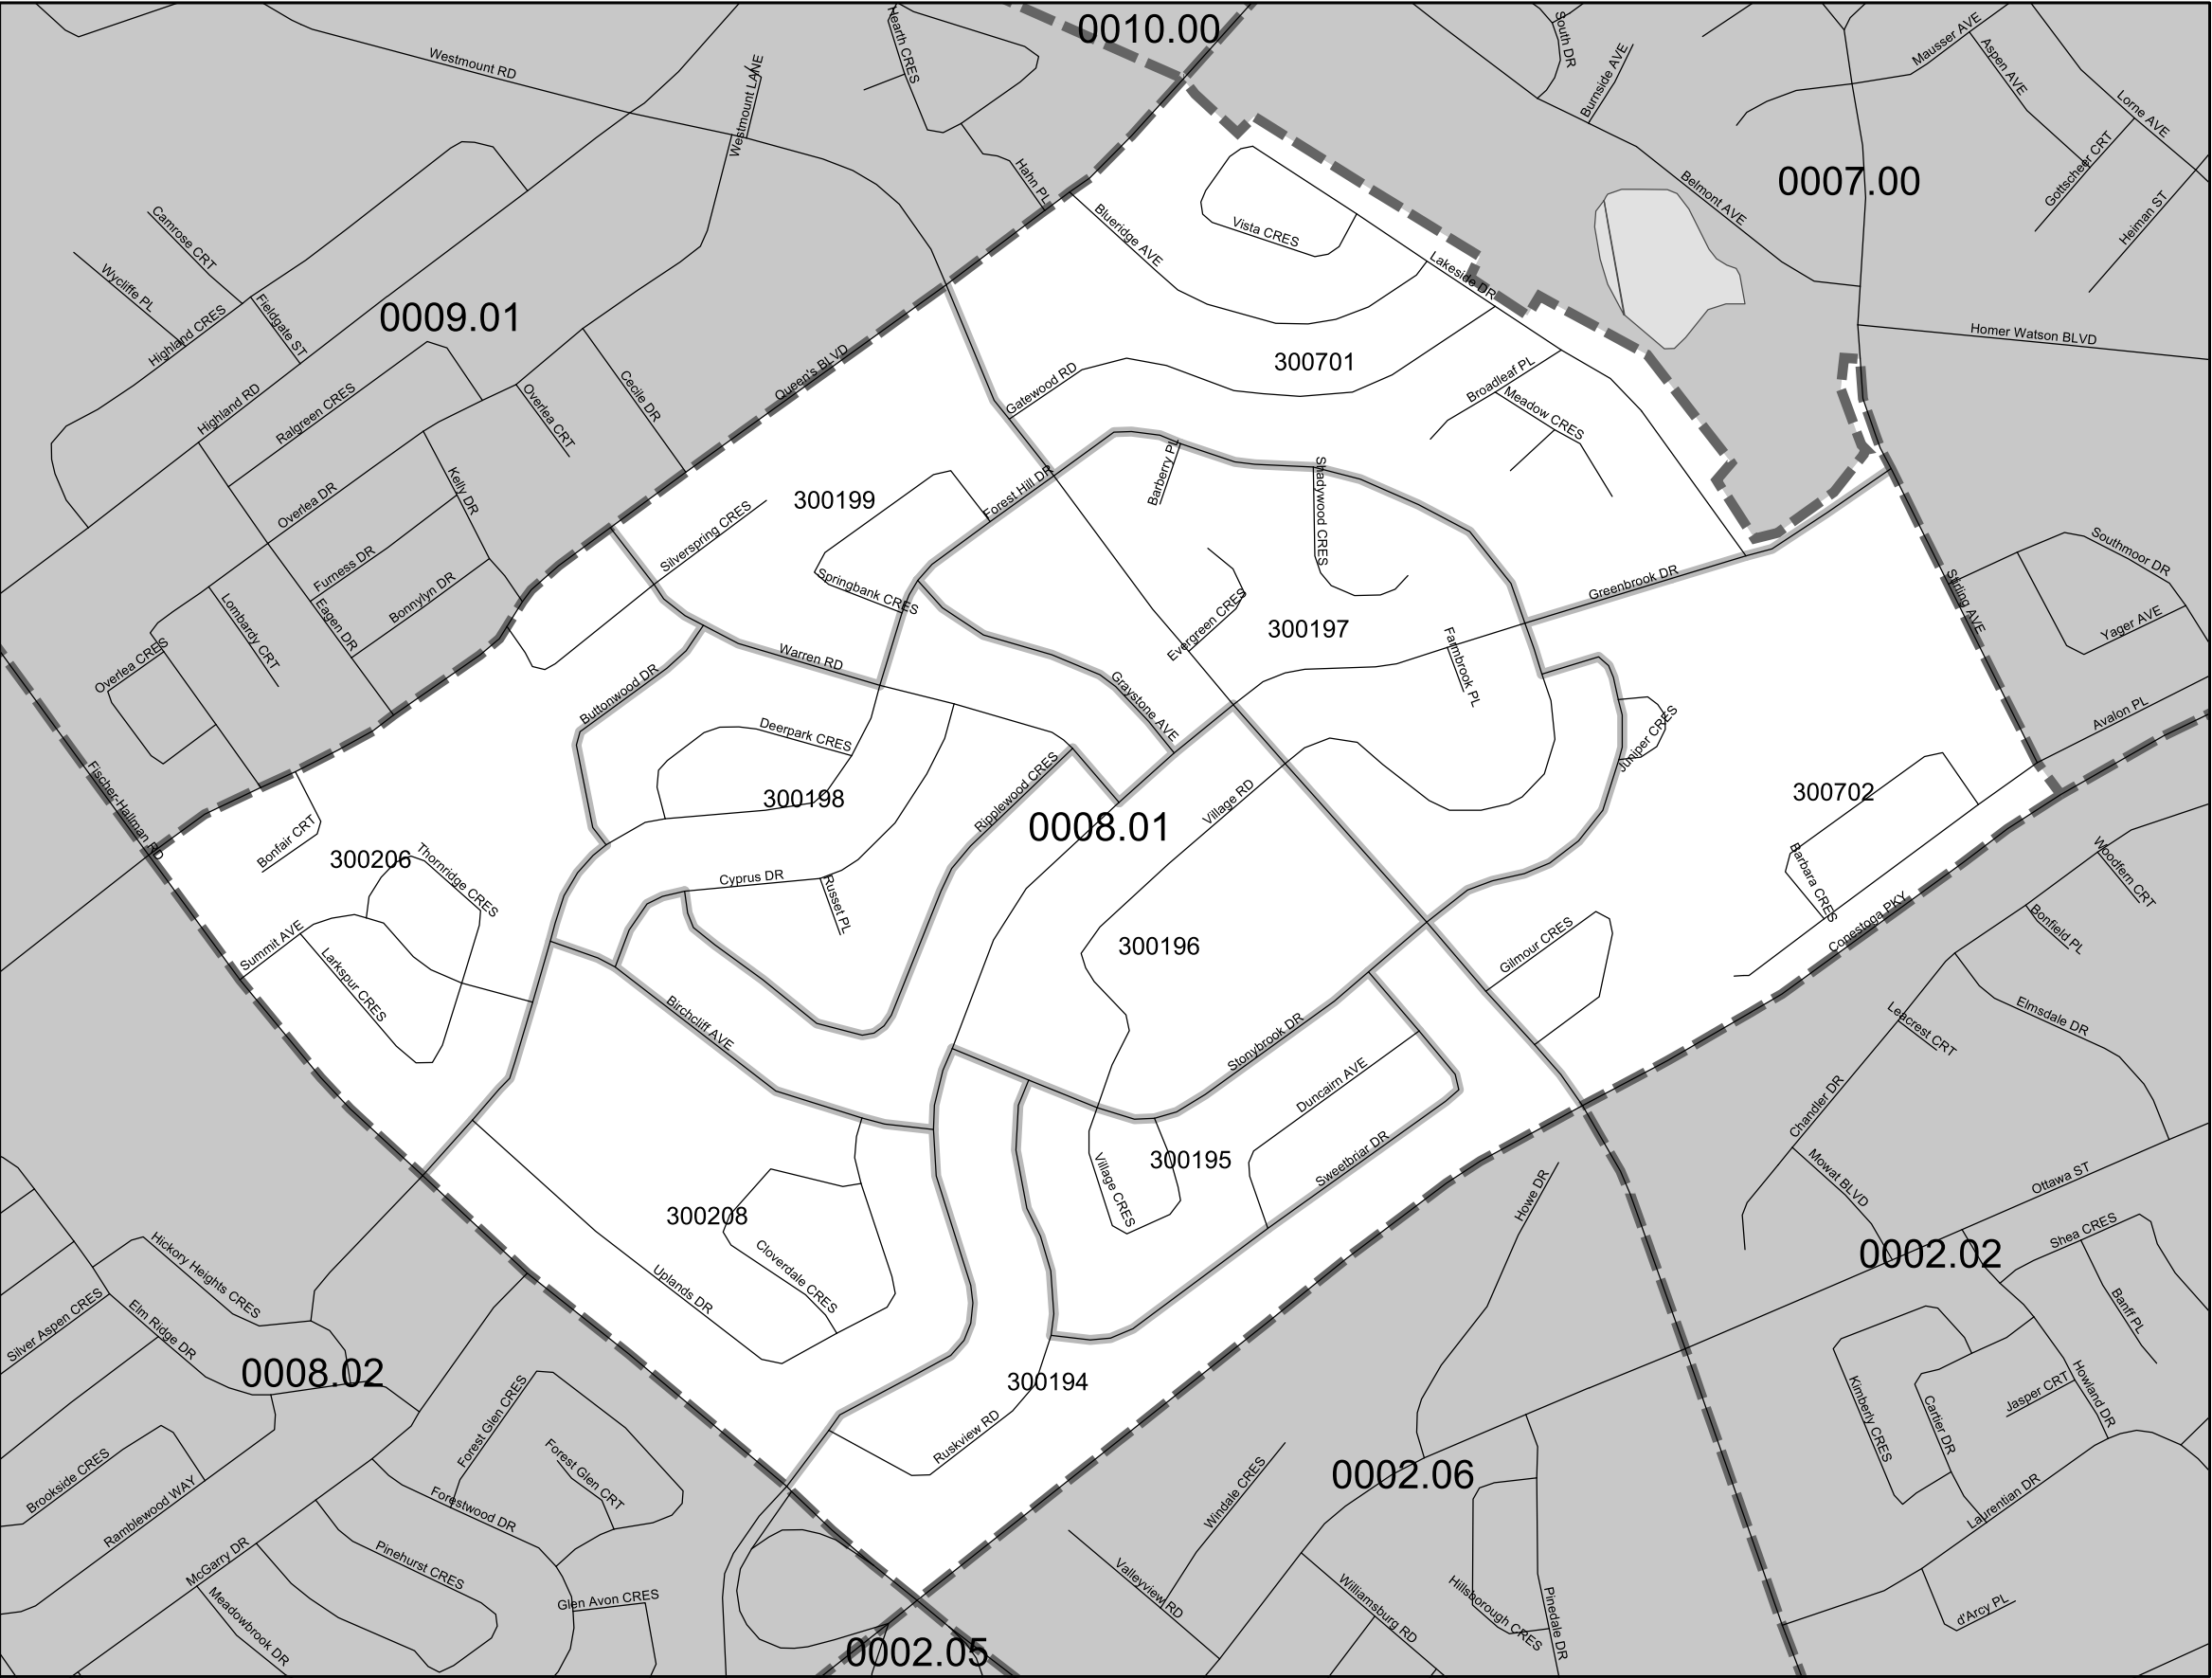 0010.00
Hearth CRES
South DR
Mausser AVE
Westmount RD
Westmount LANE
Burnside AVE
Aspen AVE
Lorne AVE
Gottscheer CRT
Hahn PL
0007.00
Belmont AVE
Heiman ST
Camrose CRT
Wycliffe PL
Blueridge AVE
Vista CRES
Lakeside DR
Highland CRES
Fieldgate ST
0009.01
Homer Watson BLVD
Queen's BLVD
300701
Gatewood RD
Broadleaf PL
Meadow CRES
Cecile DR
Overlea CRT
Ralgreen CRES
Highland RD
Kelly DR
Overlea DR
Barberry PL
Shadywood CRES
Forest Hill DR
300199
Silverspring CRES
Springbank CRES
Furness DR
Bonnylyn DR
Eagen DR
Lombardy CRT
Overlea CRES
Greenbrook DR
Stirling AVE
Southmoor DR
Yager AVE
Evergreen CRES
300197
Farmbrook PL
Warren RD
Buttonwood DR
Graystone AVE
Avalon PL
Juniper CRES
Deerpark CRES
Ripplewood CRES
Village RD
300198
0008.01
300702
Fischer-Hallman RD
Bonfair CRT
300206
Thornridge CRES
Cyprus DR
Russet PL
Barbara CRES
Conestoga PKY
Woodfern CRT
Bonfield PL
Summit AVE
Larkspur CRES
300196
Gilmour CRES
Birchcliff AVE
Stonybrook DR
Leacrest CRT
Elmsdale DR
Duncairn AVE
Chandler DR
300195
Sweetbriar DR
Village CRES
Howe DR
Mowat BLVD
Ottawa ST
300208
Cloverdale CRES
Uplands DR
Hickory Heights CRES
0002.02
Shea CRES
Silver Aspen CRES
Elm Ridge DR
Banff PL
0008.02
300194
Ruskview RD
Kimberly CRES
Cartier DR
Jasper CRT
Howland DR
Forest Glen CRES
Forest Glen CRT
Brookside CRES
Ramblewood WAY
Forestwood DR
0002.06
Windale CRES
Laurentian DR
McGarry DR
Pinehurst CRES
Meadowbrook DR
Glen Avon CRES
Valleyview RD
Williamsburg RD
Hillsborough CRES
Pinedale DR
d'Arcy PL
0002.05